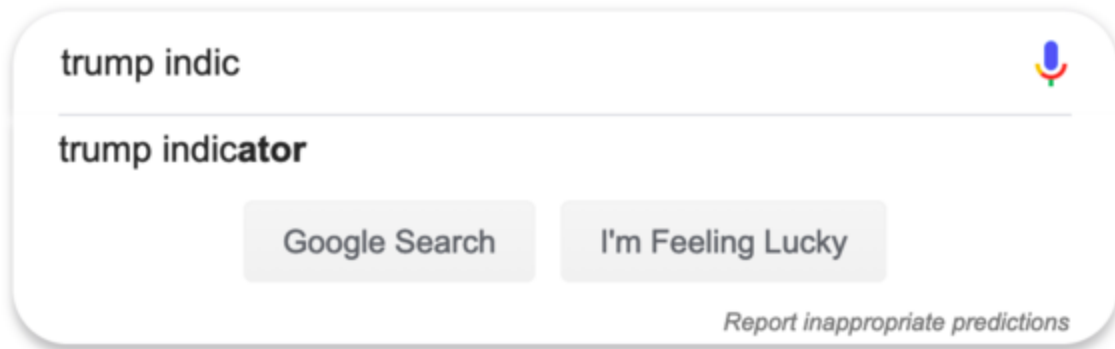 trump indic
trump indicator
Google Search
I'm Feeling Lucky
Report inappropriate predictions